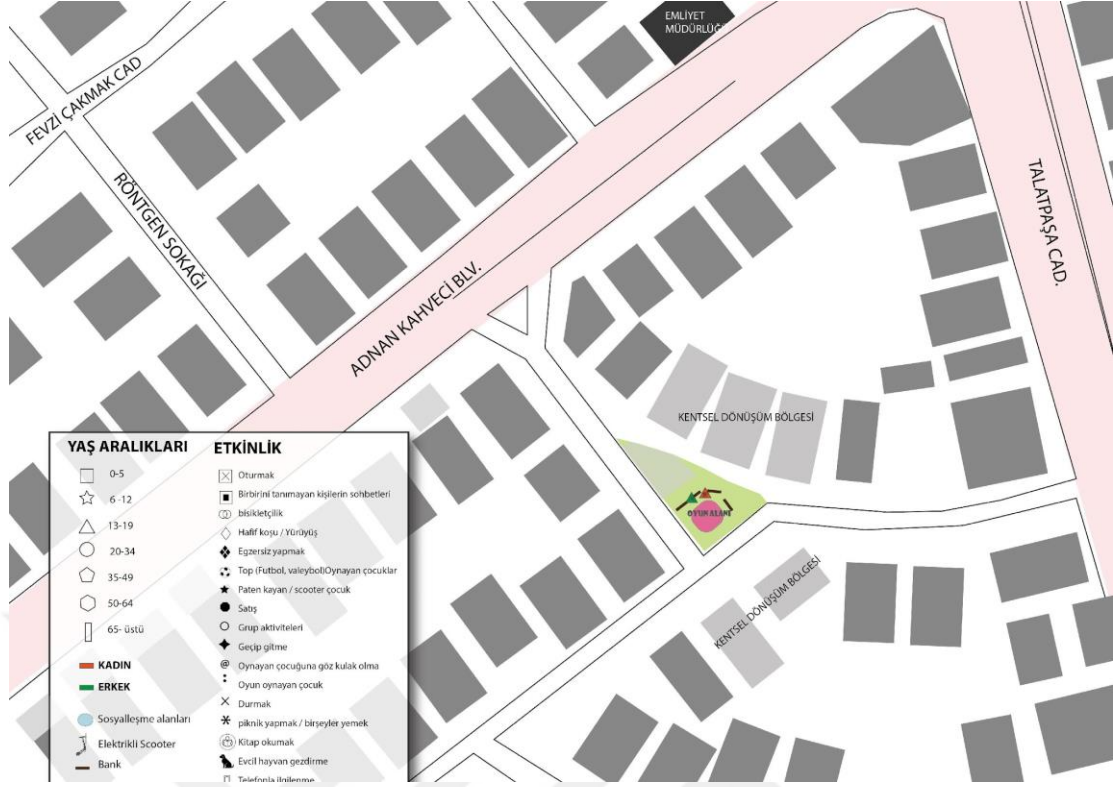 EMLİYET
MÜDÜRLÜĞ
FEVZİ ÇAKMAK CAD
RÖNTGEN SOKAĞI
ADNAN KAHVECİ BLV.
TALATPAŞA CAD.
KENTSEL DÖNÜŞÜM BÖLGESİ
OYUN ALANI
KENTSEL DÖNÜŞÜM BÖLGESİ
YAŞ ARALIKLARI
0-5
6 -12
13-19
20-34
35-49
50-64
65- üstü
KADIN
ERKEK
Sosyalleşme alanları
Elektrikli Scooter
Bank
ETKİNLİK
Oturmak
Birbirini tanımayan kişilerin sohbetleri
bisikletçilik
Hafif koşu / Yürüyüş
Egzersiz yapmak
Top (Futbol, valeybol)Oynayan çocuklar
Paten kayan / scooter çocuk
Satış
Grup aktiviteleri
Geçip gitme
@ Oynayan çocuğuna göz kulak olma
Oyun oynayan çocuk
Durmak
piknik yapmak / birşeyler yemek
Kitap okumak
Evcil hayvan gezdirme
Telefonla ilgilenme